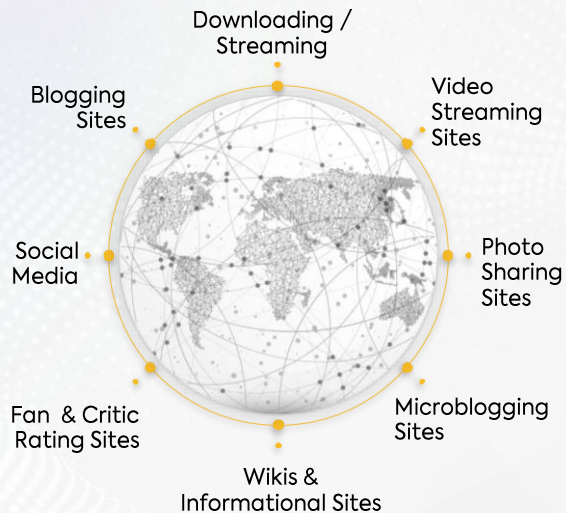 Downloading /
Streaming
Blogging
Sites
Video
Streaming
Sites
Social
Media
Photo
Sharing
Sites
Fan & Critic
Rating Sites
Microblogging
Sites
Wikis &
Informational Sites